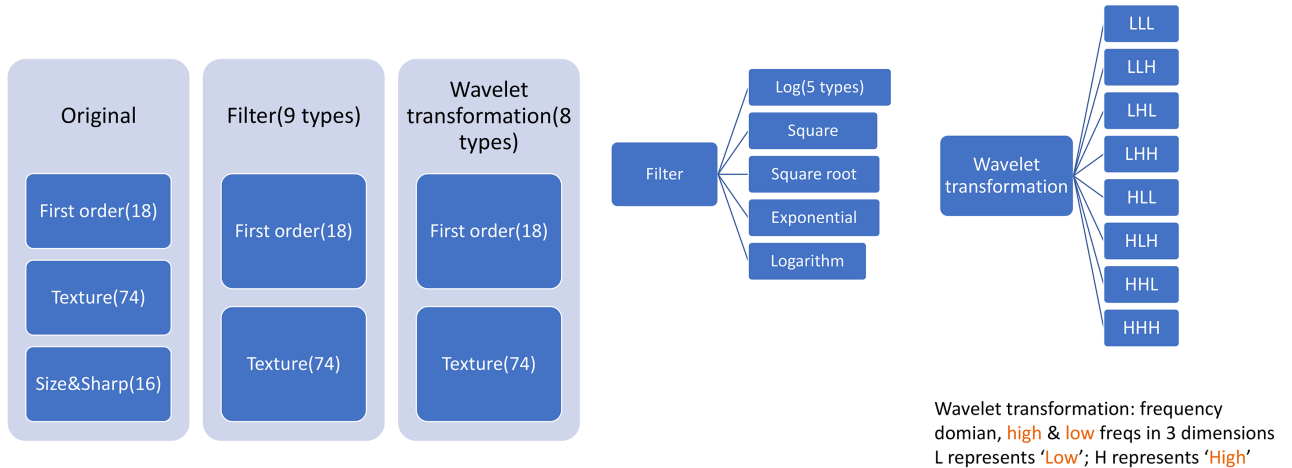 Original
First order(18)
Texture(74)
Size&Sharp(16)
Filter(9 types)
First order(18)
Texture(74)
Wavelet
transformation(8
types)
First order(18)
Texture(74)
Filter
Log(5 types)
Square
Square root
Exponential
Logarithm
Wavelet
transformation
LLL
LLH
LHL
LHH
HLL
HLH
HHL
HHH
Wavelet transformation: frequency
domian, high & low freqs in 3 dimensions
L represents ‘Low’; H represents ‘High’